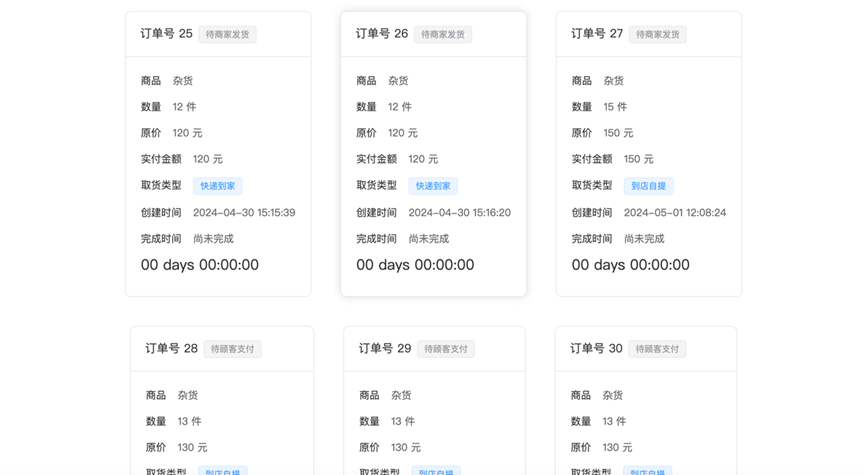 订单号 25 待商家发货
商品 杂货
数量 12 件
原价 120 元
实付金额 120 元
取货类型 快递到家
创建时间 2024-04-30 15:15:39
完成时间 尚未完成
00 days 00:00:00
订单号 26 待商家发货
商品 杂货
数量 12 件
原价 120 元
实付金额 120 元
取货类型 快递到家
创建时间 2024-04-30 15:16:20
完成时间 尚未完成
00 days 00:00:00
订单号 27 待商家发货
商品 杂货
数量 15 件
原价 150 元
实付金额 150 元
取货类型 到店自提
创建时间 2024-05-01 12:08:24
完成时间 尚未完成
00 days 00:00:00
订单号 28 待顾客支付
商品 杂货
数量 13 件
原价 130 元
取货类型 到店自提
订单号 29 待顾客支付
商品 杂货
数量 13 件
原价 130 元
取货类型 到店自提
订单号 30 待顾客支付
商品 杂货
数量 13 件
原价 130 元
取货类型 到店自提